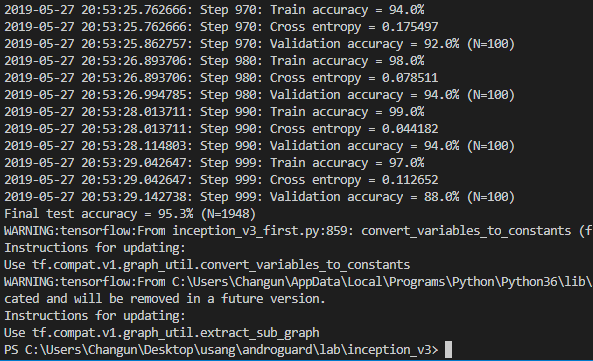 2019-05-27 20:53:25.762666: Step 970: Train accuracy = 94.0%
2019-05-27 20:53:25.762666: Step 970: Cross entropy = 0.175497
2019-05-27 20:53:25.862757: Step 970: Validation accuracy = 92.0% (N=100)
2019-05-27 20:53:26.893706: Step 980: Train accuracy = 98.0%
2019-05-27 20:53:26.893706: Step 980: Cross entropy = 0.078511
2019-05-27 20:53:26.994785: Step 980: Validation accuracy = 94.0% (N=100)
2019-05-27 20:53:28.013711: Step 990: Train accuracy = 99.0%
2019-05-27 20:53:28.013711: Step 990: Cross entropy = 0.044182
2019-05-27 20:53:28.114803: Step 990: Validation accuracy = 94.0% (N=100)
2019-05-27 20:53:29.042647: Step 999: Train accuracy = 97.0%
2019-05-27 20:53:29.042647: Step 999: Cross entropy = 0.112652
2019-05-27 20:53:29.142738: Step 999: Validation accuracy = 88.0% (N=100)
Final test accuracy = 95.3% (N=1948)
WARNING:tensorflow:From inception_v3_first.py:859: convert_variables_to_constants (f
Instructions for updating:
Use tf.compat.v1.graph_util.convert_variables_to_constants
WARNING:tensorflow:From C:\Users\Changun\AppData\Local\Programs\Python\Python36\lib\
cated and will be removed in a future version.
Instructions for updating:
Use tf.compat.v1.graph_util.extract_sub_graph
PS C:\Users\Changun\Desktop\usang\androguard\lab\inception_v3>